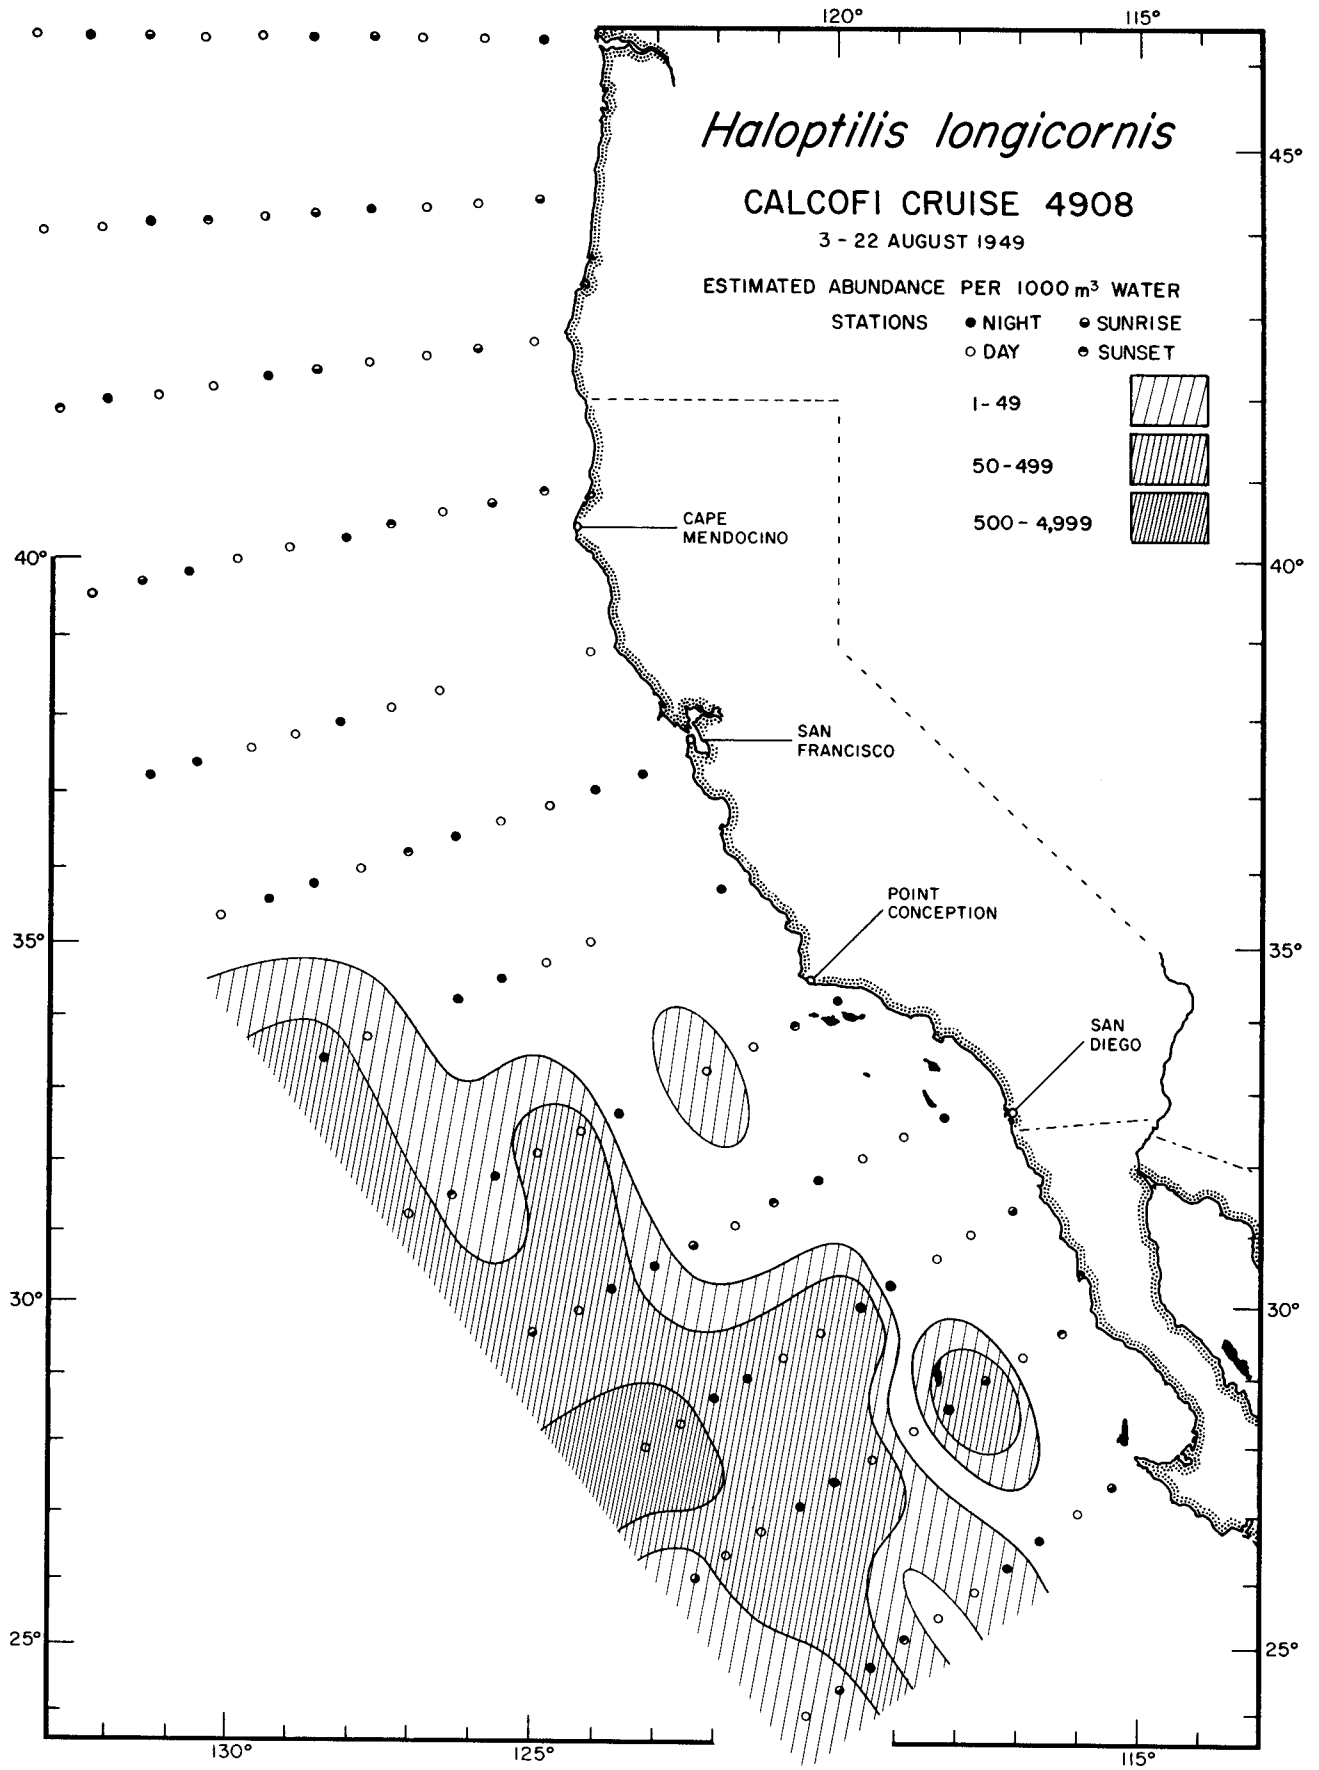 120° 115°
Haloptilis longicornis
45°
CALCOFI CRUISE 4908
3 - 22 AUGUST 1949
ESTIMATED ABUNDANCE PER 1000 m³ WATER
STATIONS NIGHT SUNRISE
DAY SUNSET
1-49
50-499
500-4,999
CAPE
MENDOCINO
40° 40°
SAN
FRANCISCO
POINT
CONCEPTION
35° 35°
SAN
DIEGO
30° 30°
25° 25°
130° 125° 115°